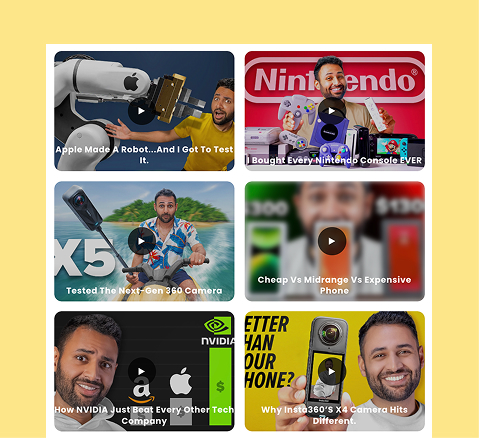 Apple Made A Robot...And I Got To Test
It.
Nintendo®
I Bought Every Nintendo Console EVER
X5
Tested The Next-Gen 360 Camera
$300
$130
Cheap Vs Midrange Vs Expensive
Phone
NVIDIA
a
$
How NVIDIA Just Beat Every Other Tech
Company
ETTER
HAN
OUR
HONE?
Why Insta360'S X4 Camera Hits
Different.